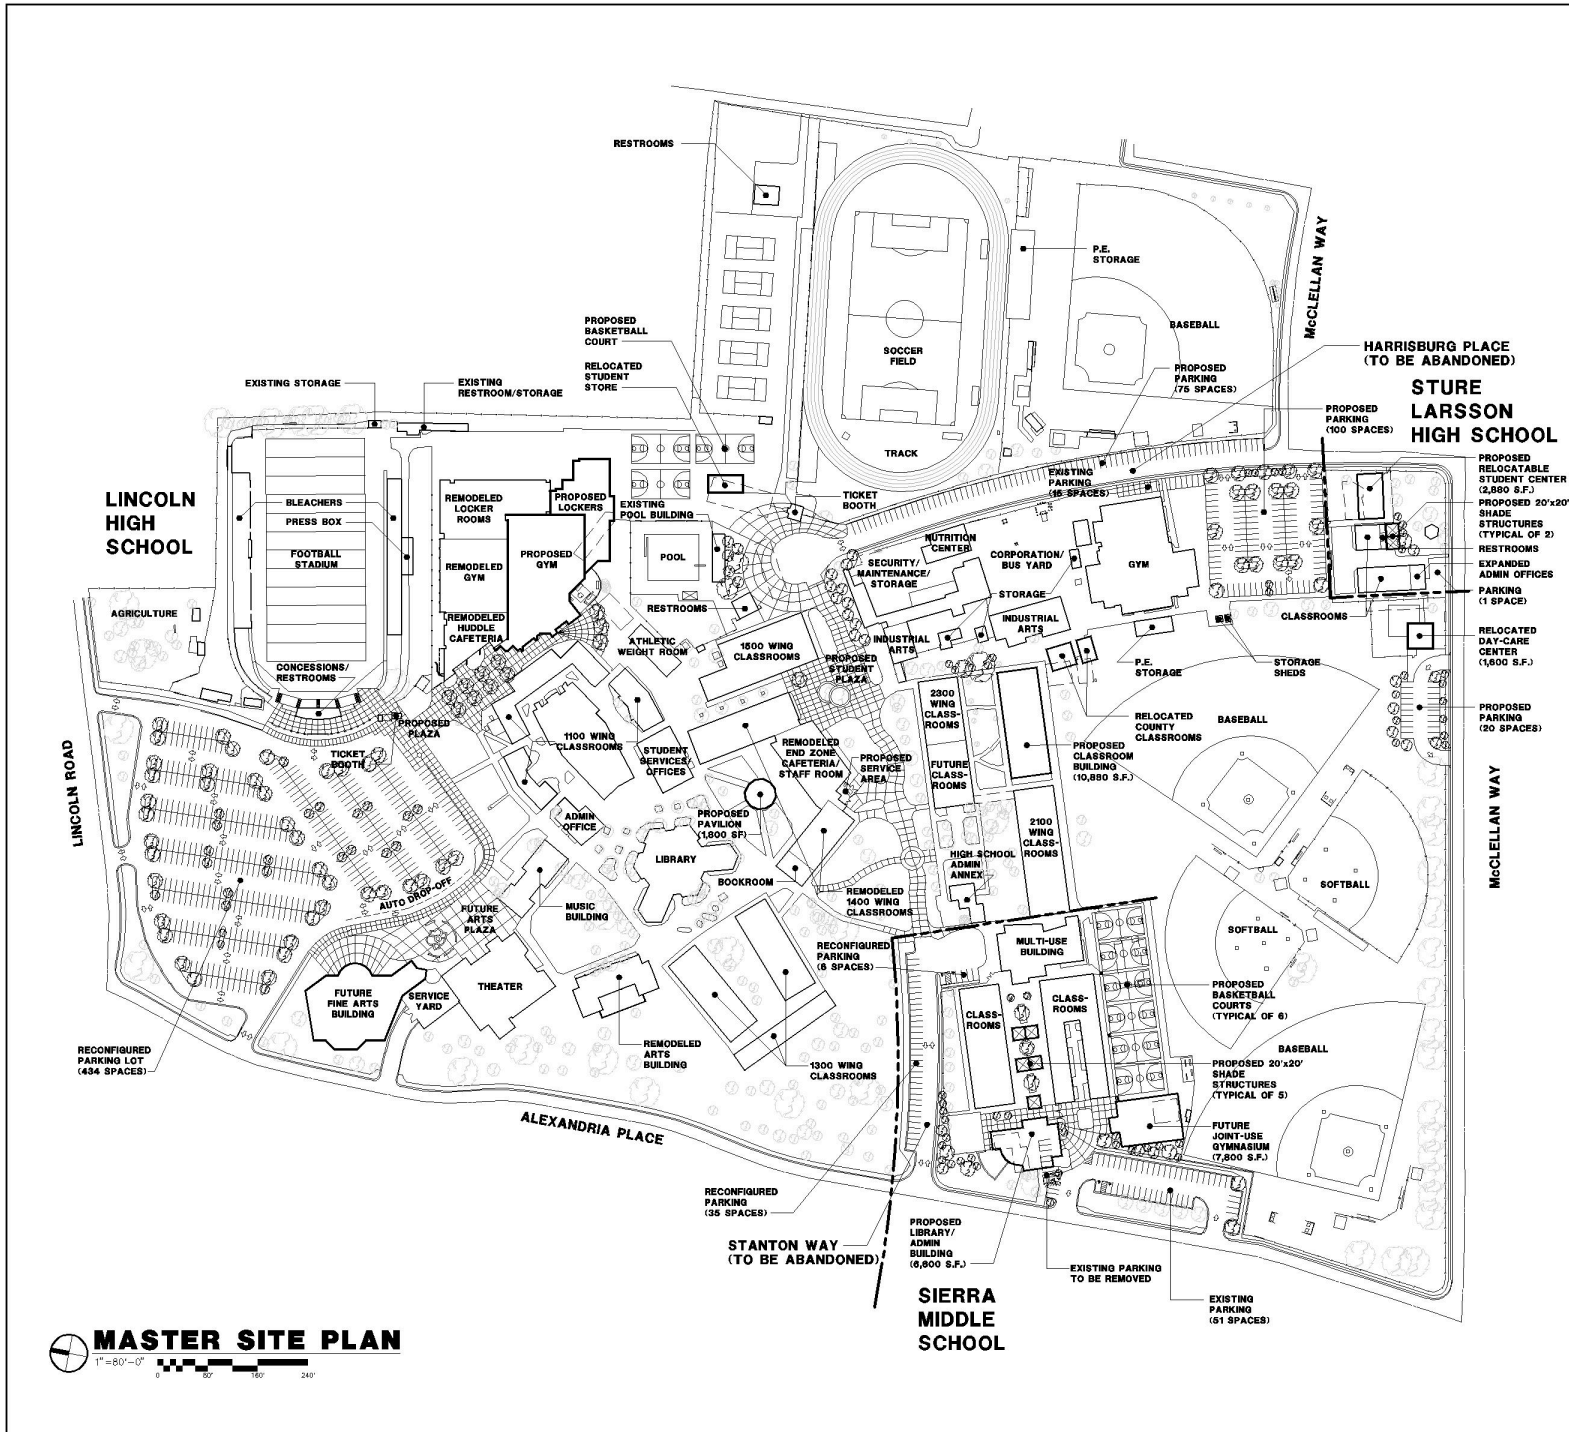 RESTROOMS
P.E.
STORAGE
McCLELLAN WAY
BASEBALL
PROPOSED
BASKETBALL
COURT
RELOCATED
STUDENT
STORE
SOCCER
FIELD
TRACK
PROPOSED
PARKING
(75 SPACES)
HARRISBURG PLACE
(TO BE ABANDONED)
STURE
LARSSON
HIGH SCHOOL
EXISTING STORAGE
EXISTING
RESTROOM/STORAGE
PROPOSED
PARKING
(100 SPACES)
EXISTING
PARKING
(15 SPACES)
TICKET
BOOTH
PROPOSED
RELOCATABLE
STUDENT CENTER
(2,880 S.F.)
PROPOSED 20'x20'
SHADE
STRUCTURES
(TYPICAL OF 2)
RESTROOMS
EXPANDED
ADMIN OFFICES
PARKING
(1 SPACE)
CLASSROOMS
RELOCATED
DAY-CARE
CENTER
(1,600 S.F.)
PROPOSED
PARKING
(20 SPACES)
LINCOLN
HIGH
SCHOOL
BLEACHERS
PRESS BOX
FOOTBALL
STADIUM
REMODELED
LOCKER
ROOMS
PROPOSED
LOCKERS
REMODELED
GYM
PROPOSED
GYM
EXISTING
POOL BUILDING
POOL
RESTROOMS
REMODELED
HUDDLE
CAFETERIA
ATHLETIC
WEIGHT ROOM
1500 WING
CLASSROOMS
NUTRITION
CENTER
SECURITY/
MAINTENANCE/
STORAGE
CORPORATION/
BUS YARD
GYM
STORAGE
INDUSTRIAL
ARTS
INDUSTRIAL
ARTS
P.E.
STORAGE
STORAGE
SHEDS
AGRICULTURE
CONCESSIONS/
RESTROOMS
PROPOSED
PLAZA
TICKET
BOOTH
PROPOSED
STUDENT
PLAZA
1100 WING
CLASSROOMS
STUDENT
SERVICES/
OFFICES
REMODELED
END ZONE
CAFETERIA/
STAFF ROOM
PROPOSED
SERVICE
AREA
2300
WING
CLASS-
ROOMS
FUTURE
CLASS-
ROOMS
RELOCATED
COUNTY
CLASSROOMS
PROPOSED
CLASSROOM
BUILDING
(10,880 S.F.)
BASEBALL
LINCOLN ROAD
McCLELLAN WAY
ADMIN
OFFICE
PROPOSED
PAVILION
(1,800 SF)
LIBRARY
BOOKROOM
2100
WING
CLASS-
ROOMS
HIGH SCHOOL
ADMIN
ANNEX
REMODELED
1400 WING
CLASSROOMS
SOFTBALL
SOFTBALL
AUTO DROP-OFF
FUTURE
ARTS
PLAZA
MUSIC
BUILDING
RECONFIGURED
PARKING
(6 SPACES)
MULTI-USE
BUILDING
CLASS-
ROOMS
CLASS-
ROOMS
PROPOSED
BASKETBALL
COURTS
(TYPICAL OF 6)
BASEBALL
FUTURE
FINE ARTS
BUILDING
SERVICE
YARD
THEATER
REMODELED
ARTS
BUILDING
1300 WING
CLASSROOMS
RECONFIGURED
PARKING LOT
(434 SPACES)
PROPOSED 20'x20'
SHADE
STRUCTURES
(TYPICAL OF 5)
ALEXANDRIA PLACE
FUTURE
JOINT-USE
GYMNASIUM
(7,800 S.F.)
RECONFIGURED
PARKING
(35 SPACES)
STANTON WAY
(TO BE ABANDONED)
PROPOSED
LIBRARY/
ADMIN
BUILDING
(6,600 S.F.)
EXISTING PARKING
TO BE REMOVED
EXISTING
PARKING
(51 SPACES)
SIERRA
MIDDLE
SCHOOL
MASTER SITE PLAN
1"=80'-0"
0 80' 160' 240'